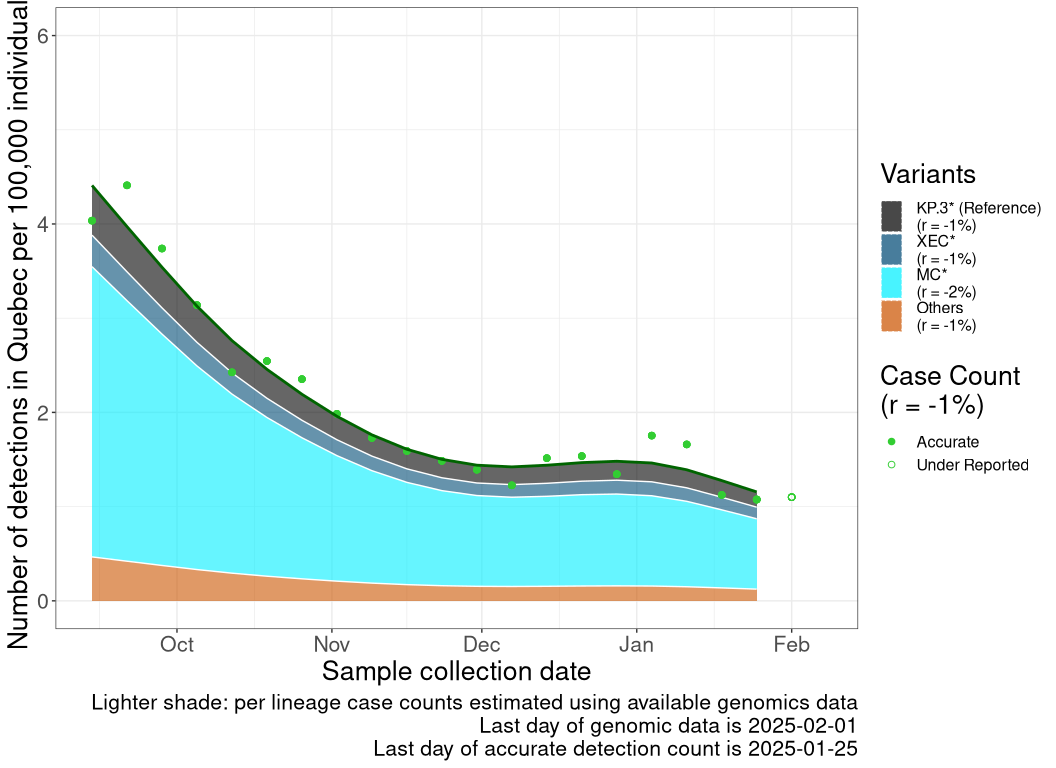 Number of detections in Quebec per 100,000 individual
6
4
2
0
Oct
Nov
Dec
Jan
Feb
Sample collection date
Lighter shade: per lineage case counts estimated using available genomics data
Last day of genomic data is 2025-02-01
Last day of accurate detection count is 2025-01-25
Variants
KP.3* (Reference)
(r = -1%)
XEC*
(r = -1%)
MC*
(r = -2%)
Others
(r = -1%)
Case Count
(r = -1%)
Accurate
Under Reported